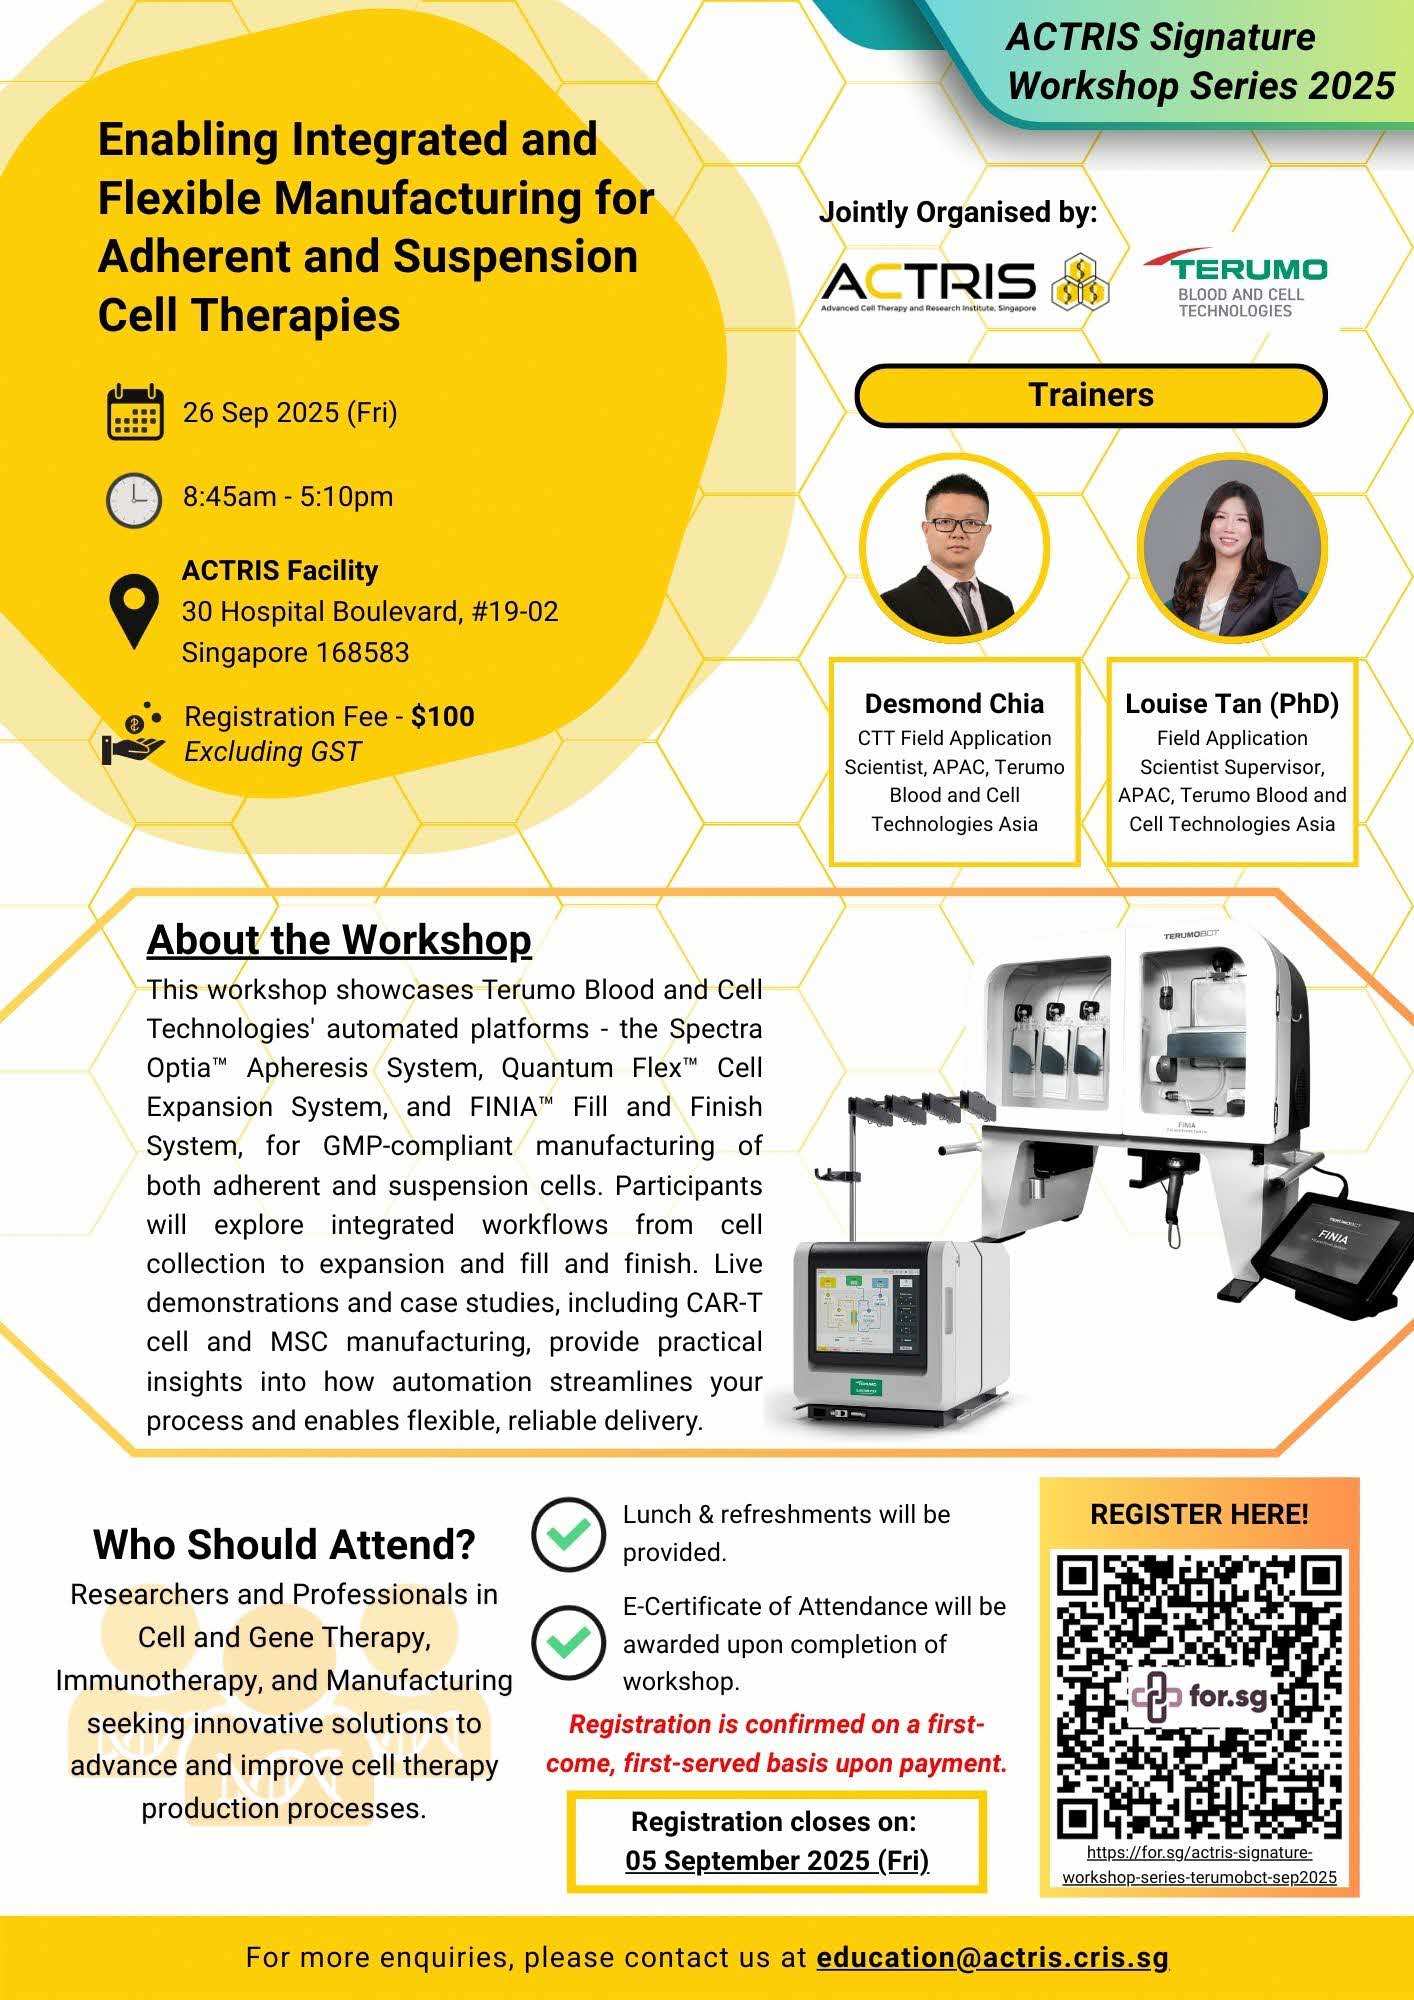 ACTRIS Signature
Workshop Series 2025
Enabling Integrated and
Flexible Manufacturing for
Adherent and Suspension
Cell Therapies
26 Sep 2025 (Fri)
8:45am - 5:10pm
ACTRIS Facility
30 Hospital Boulevard, #19-02
Singapore 168583
Registration Fee - $100
Excluding GST
Jointly Organised by:
ACTRIS
Advanced Cell Therapy and Research Institute, Singapore
TERUMO
BLOOD AND CELL
TECHNOLOGIES
Trainers
Desmond Chia
CTT Field Application
Scientist, APAC, Terumo
Blood and Cell
Technologies Asia
Louise Tan (PhD)
Field Application
Scientist Supervisor,
APAC, Terumo Blood and
Cell Technologies Asia
About the Workshop
This workshop showcases Terumo Blood and Cell
Technologies' automated platforms - the Spectra
Optia™ Apheresis System, Quantum Flex™ Cell
Expansion System, and FINIA™ Fill and Finish
System, for GMP-compliant manufacturing of
both adherent and suspension cells. Participants
will explore integrated workflows from cell
collection to expansion and fill and finish. Live
demonstrations and case studies, including CAR-T
cell and MSC manufacturing, provide practical
insights into how automation streamlines your
process and enables flexible, reliable delivery.
TERUMOBCT
FINIA
TERUMOBCT
FINIA
TERUMO
Who Should Attend?
Researchers and Professionals in
Cell and Gene Therapy,
Immunotherapy, and Manufacturing
seeking innovative solutions to
advance and improve cell therapy
production processes.
Lunch & refreshments will be
provided.
E-Certificate of Attendance will be
awarded upon completion of
workshop.
Registration is confirmed on a first-
come, first-served basis upon payment.
Registration closes on:
05 September 2025 (Fri)
REGISTER HERE!
for.sg
https://for.sg/actris-signature-
workshop-series-terumobct-sep2025
For more enquiries, please contact us at education@actris.cris.sg